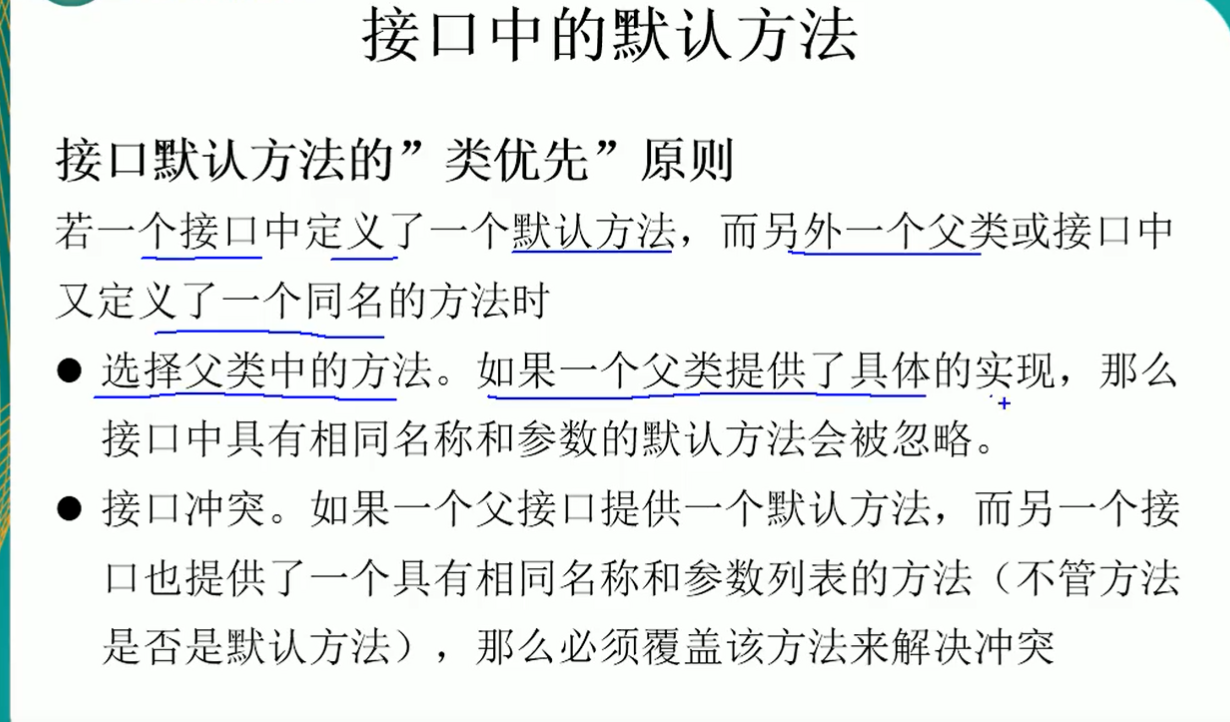 接口中的默认方法
接口默认方法的”类优先”原则
若一个接口中定义了一个默认方法，而另外一个父类或接口中
又定义了一个同名的方法时
● 选择父类中的方法。如果一个父类提供了具体的实现，那么
接口中具有相同名称和参数的默认方法会被忽略。
● 接口冲突。如果一个父接口提供一个默认方法，而另一个接
口也提供了一个具有相同名称和参数列表的方法（不管方法
是否是默认方法），那么必须覆盖该方法来解决冲突